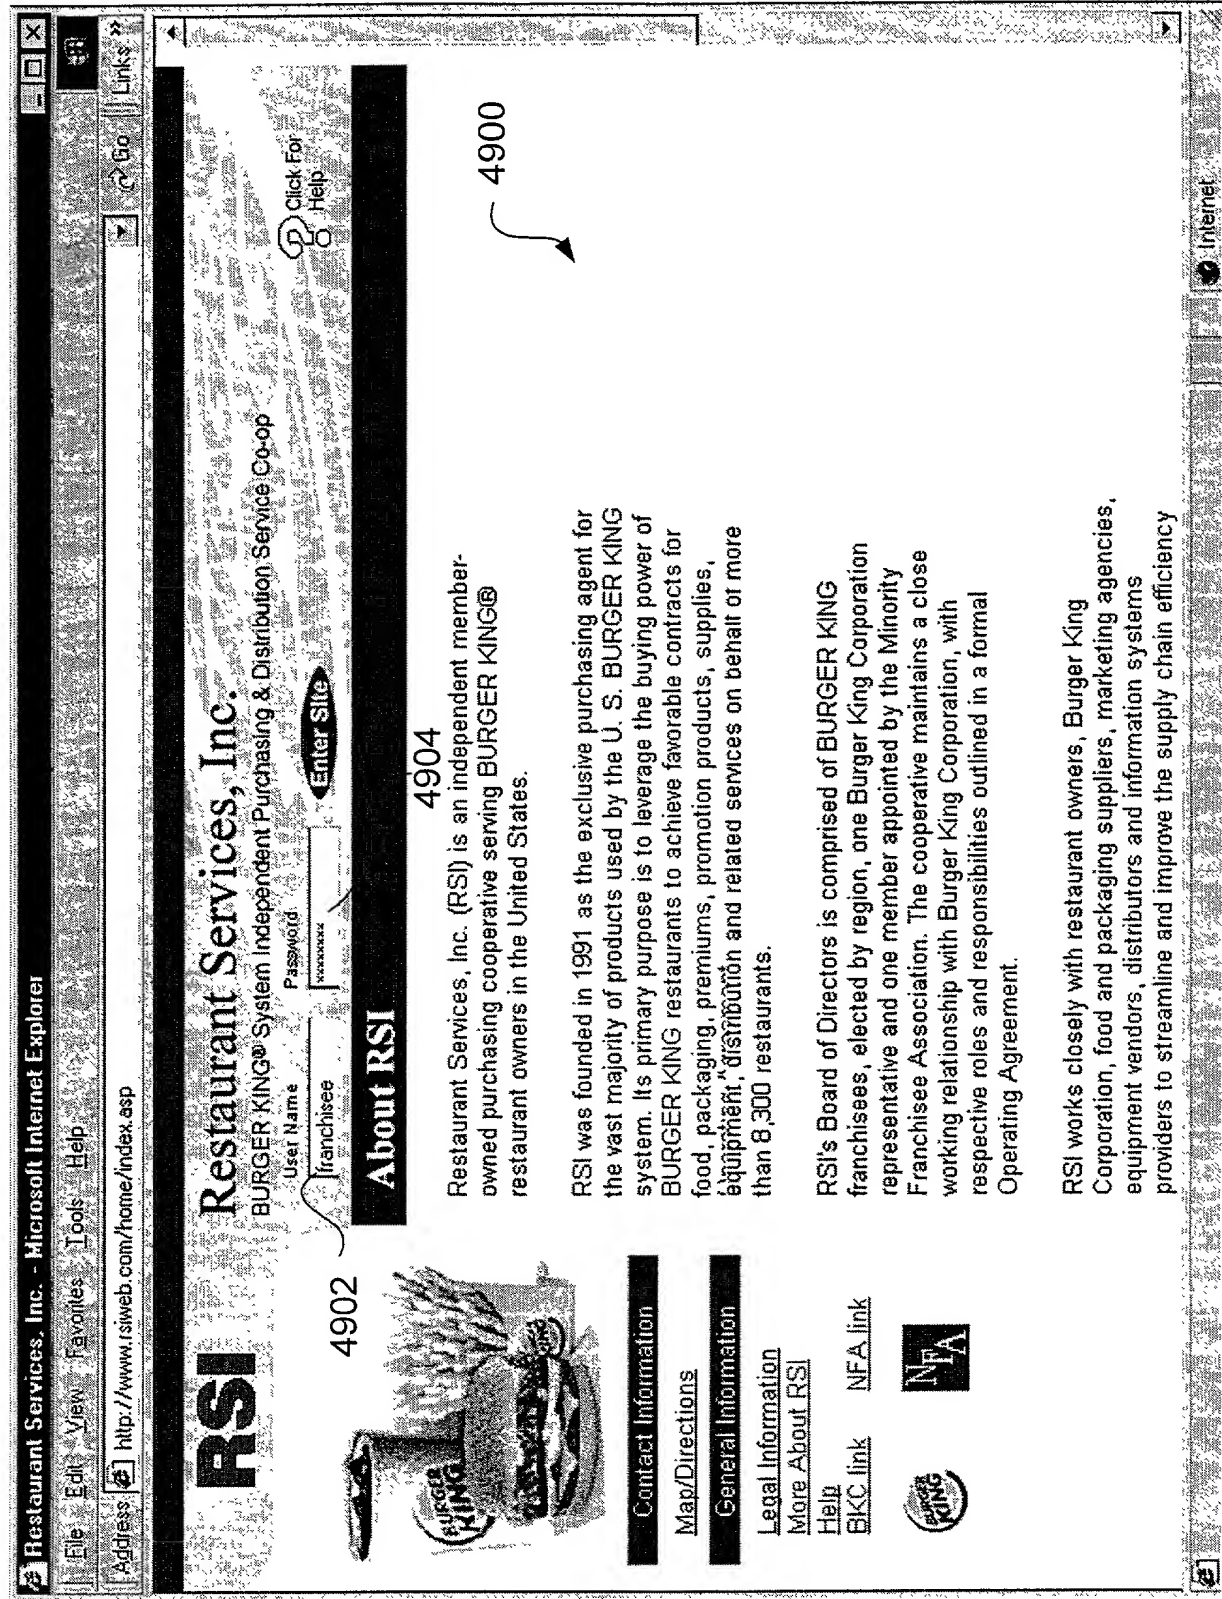 Restaurant Services, Inc. - Microsoft Internet Explorer
File Edit View Favorites Tools Help
Address http://www.rsiweb.com/home/index.asp Go Links »
RSI
Restaurant Services, Inc.
BURGER KING® System Independent Purchasing & Distribution Service Co-op
User Name Password
franchisee xxxxxxxx Enter Site Click For Help
4902
About RSI
4904
4900
BURGER KING
BURGER KING
Restaurant Services, Inc. (RSI) is an independent member-
owned purchasing cooperative serving BURGER KING®
restaurant owners in the United States.
RSI was founded in 1991 as the exclusive purchasing agent for
the vast majority of products used by the U. S. BURGER KING
system. Its primary purpose is to leverage the buying power of
BURGER KING restaurants to achieve favorable contracts for
food, packaging, premiums, promotion products, supplies,
equipment, distribution and related services on behalf of more
than 8,300 restaurants.
RSI's Board of Directors is comprised of BURGER KING
franchisees, elected by region, one Burger King Corporation
representative and one member appointed by the Minority
Franchisee Association. The cooperative maintains a close
working relationship with Burger King Corporation, with
respective roles and responsibilities outlined in a formal
Operating Agreement.
RSI works closely with restaurant owners, Burger King
Corporation, food and packaging suppliers, marketing agencies,
equipment vendors, distributors and information systems
providers to streamline and improve the supply chain efficiency
Contact Information
Map/Directions
General Information
Legal Information
More About RSI
Help
BKC link NFA link
BURGER KING NFA
Internet